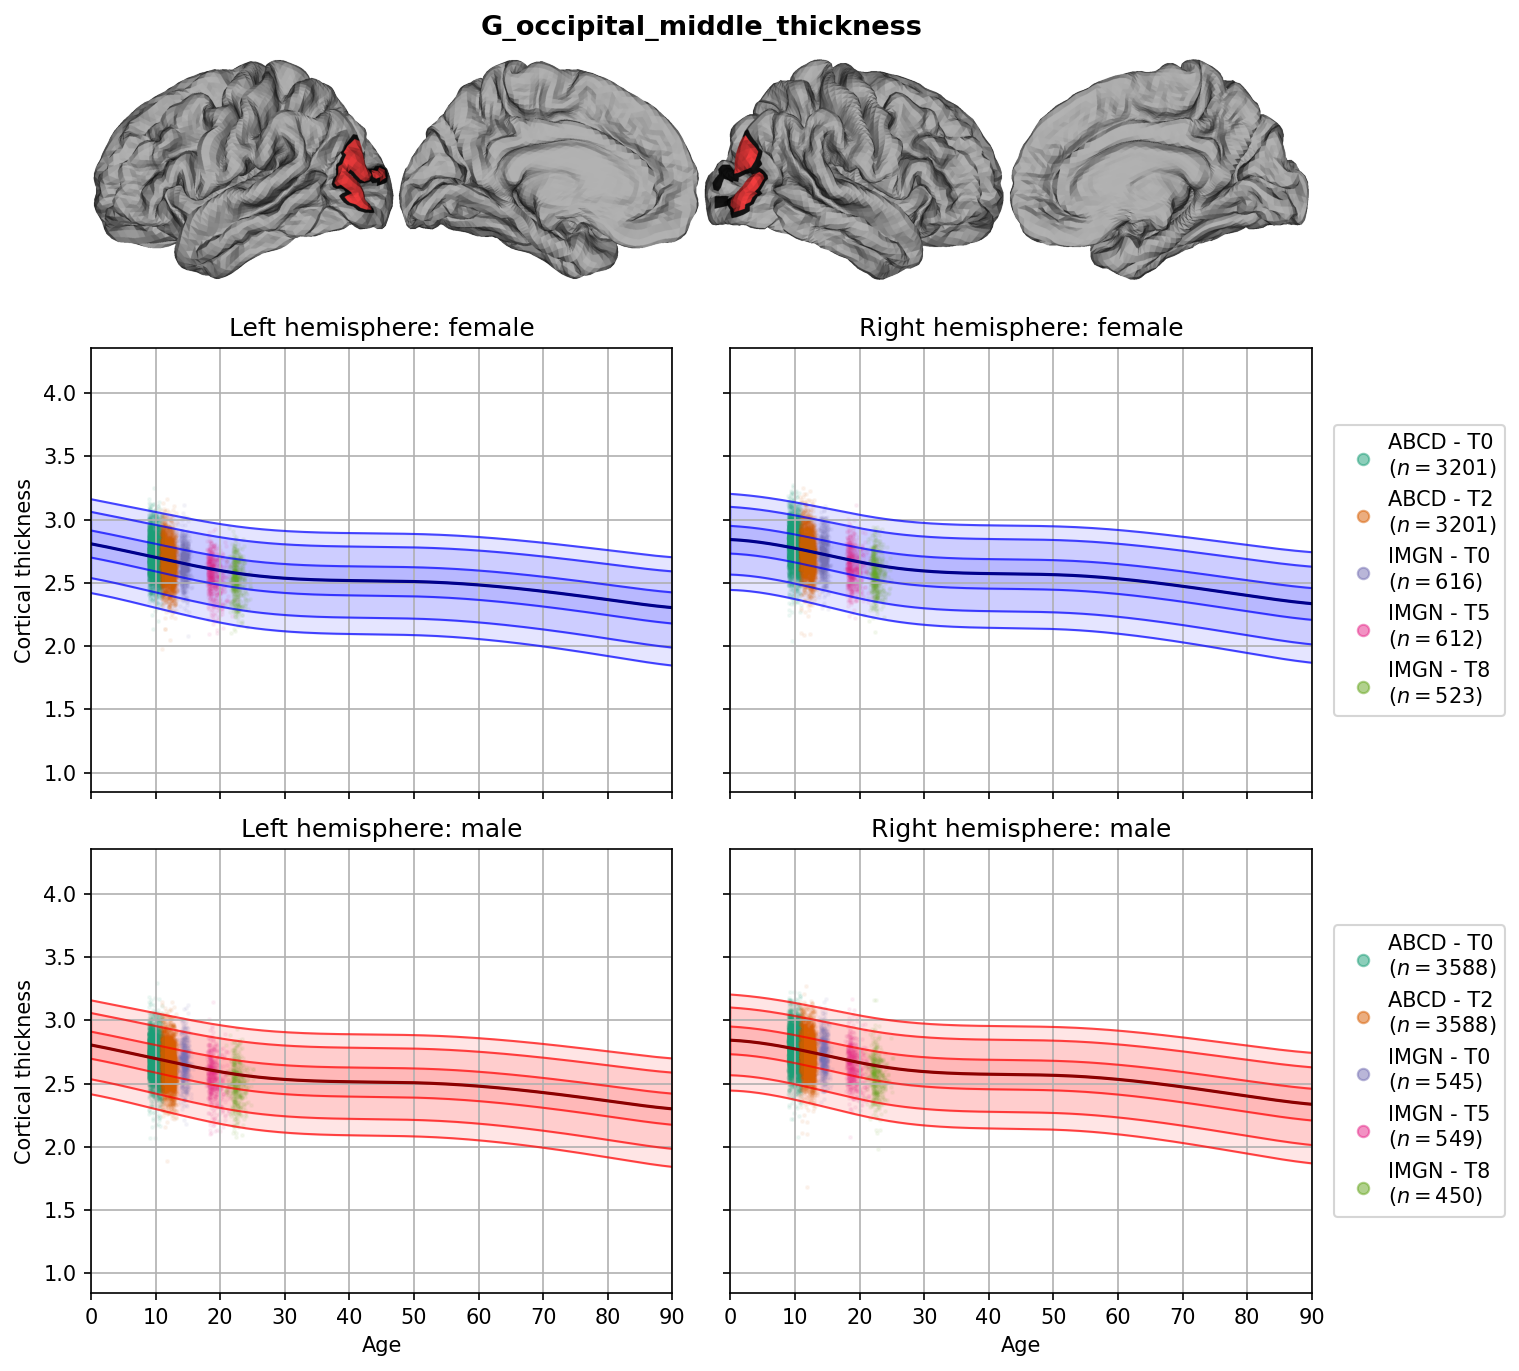 G_occipital_middle_thickness
Left hemisphere: female
Right hemisphere: female
Cortical thickness
4.0
3.5
3.0
2.5
2.0
1.5
1.0
ABCD - T0
(n = 3201)
ABCD - T2
(n = 3201)
IMGN - T0
(n = 616)
IMGN - T5
(n = 612)
IMGN - T8
(n = 523)
Left hemisphere: male
Right hemisphere: male
Cortical thickness
4.0
3.5
3.0
2.5
2.0
1.5
1.0
0 10 20 30 40 50 60 70 80 90
Age
0 10 20 30 40 50 60 70 80 90
Age
ABCD - T0
(n = 3588)
ABCD - T2
(n = 3588)
IMGN - T0
(n = 545)
IMGN - T5
(n = 549)
IMGN - T8
(n = 450)